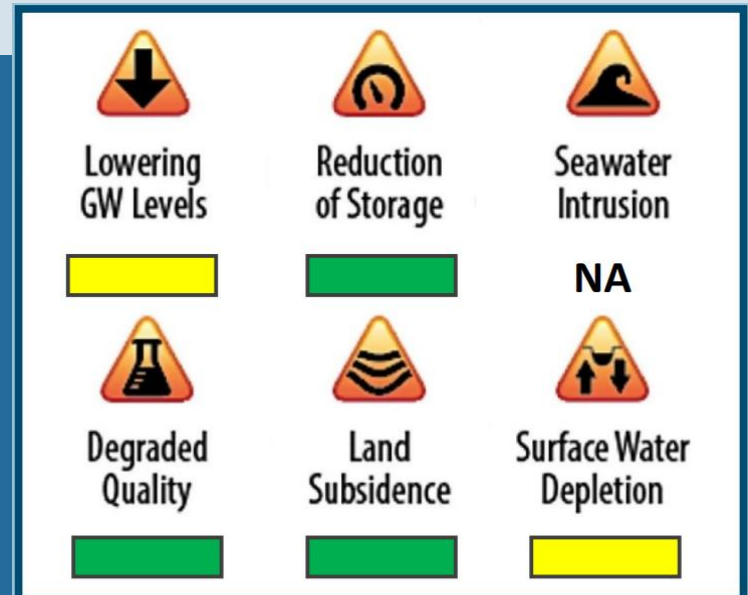 Lowering
GW Levels
Reduction
of Storage
Seawater
Intrusion
NA
Degraded
Quality
Land
Subsidence
Surface Water
Depletion